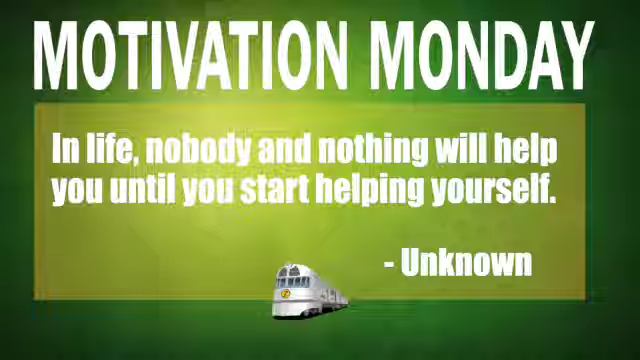 MOTIVATION MONDAY
In life, nobody and nothing will help
you until you start helping yourself.
- Unknown